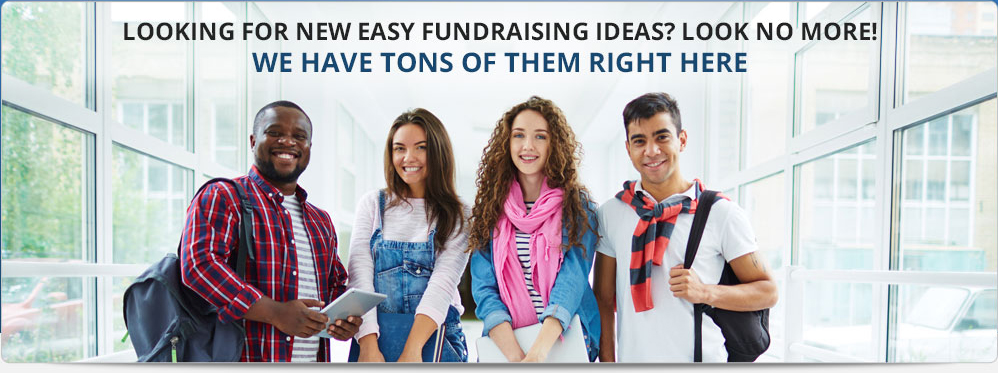 LOOKING FOR NEW EASY FUNDRAISING IDEAS? LOOK NO MORE!
WE HAVE TONS OF THEM RIGHT HERE